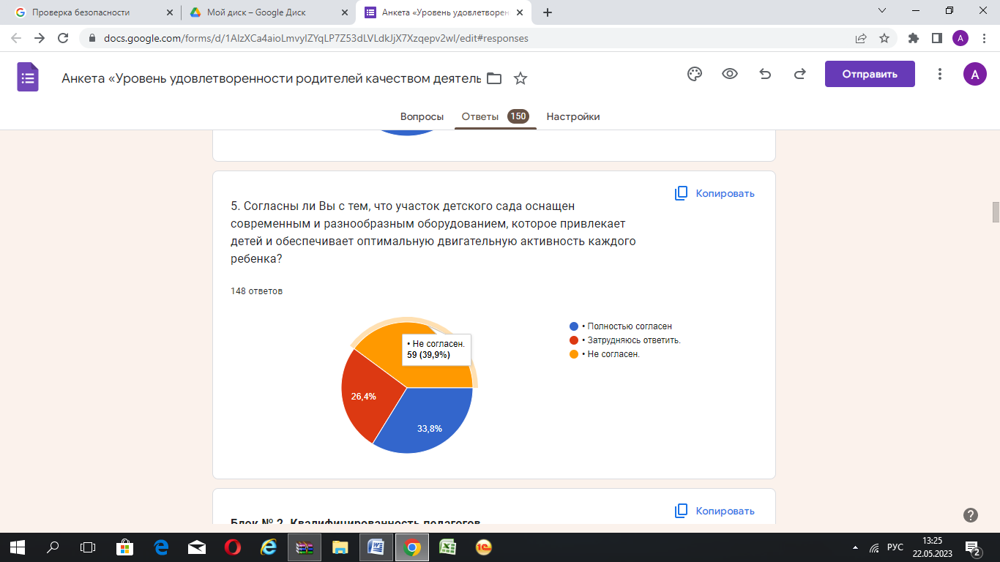 Проверка безопасности
Мой диск – Google Диск
Анкета «Уровень удовлетворен
docs.google.com/forms/d/1AlzXCa4aioLmvylZYqLP7Z53dLVLdkJjX7Xzqepv2wI/edit#responses
A
Анкета «Уровень удовлетворенности родителей качеством деятель
Отправить
A
Вопросы
Ответы 150
Настройки
Копировать
5. Согласны ли Вы с тем, что участок детского сада оснащен
современным и разнообразным оборудованием, которое привлекает
детей и обеспечивает оптимальную двигательную активность каждого
ребенка?
148 ответов
• Полностью согласен
• Затрудняюсь ответить.
• Не согласен.
• Не согласен.
59 (39,9%)
26,4%
33,8%
Копировать
Блок № 2. Квалифицированность педагогов
РУС
13:25
22.05.2023
2